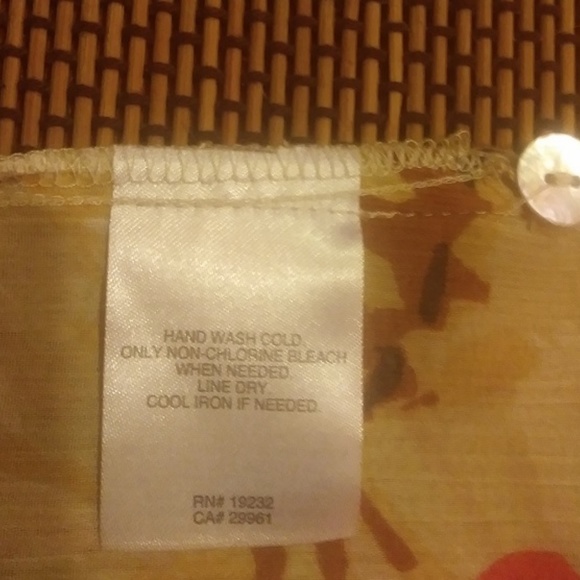 HAND WASH COLD.
ONLY NON-CHLORINE BLEACH
WHEN NEEDED.
LINE DRY.
COOL IRON IF NEEDED.
RN# 19232
CA# 29961